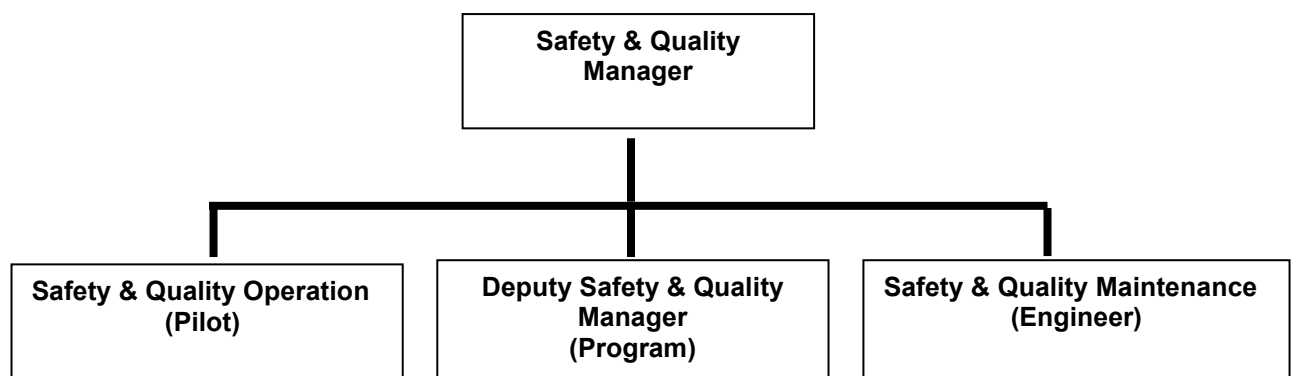 Safety & Quality
Manager
Safety & Quality Operation
(Pilot)
Deputy Safety & Quality
Manager
(Program)
Safety & Quality Maintenance
(Engineer)